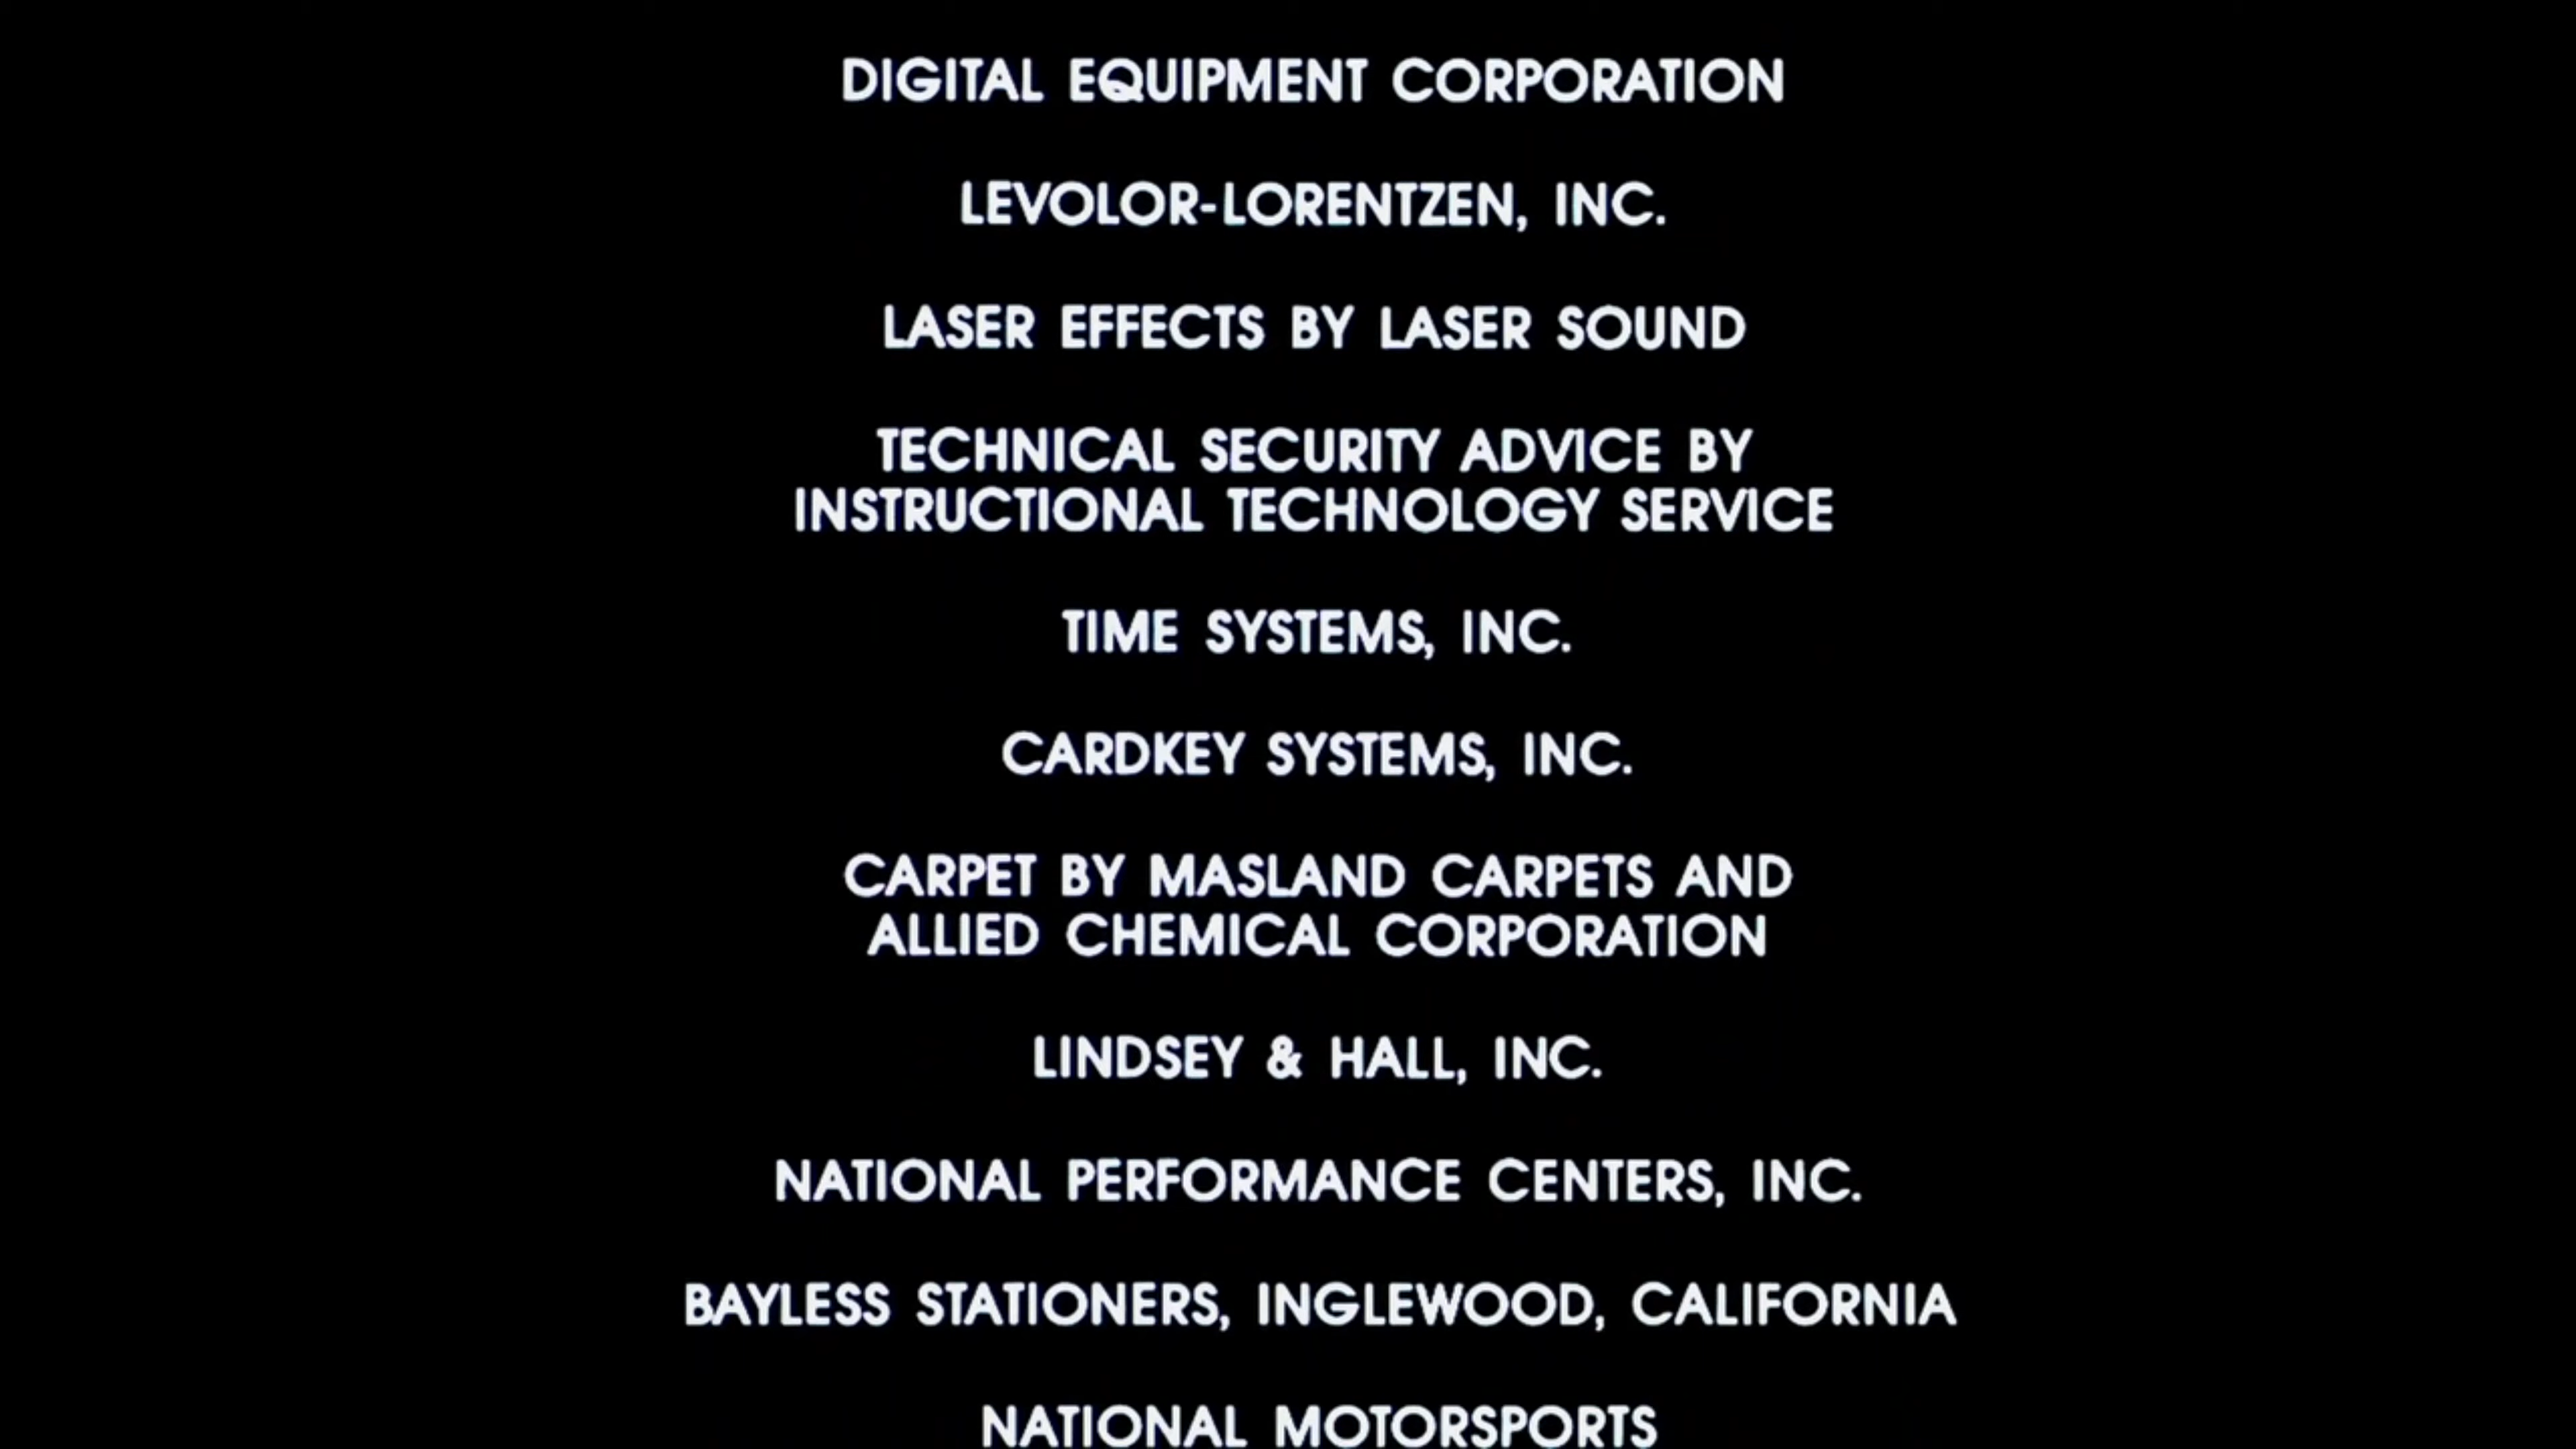 DIGITAL EQUIPMENT CORPORATION
LEVOLOR-LORENTZEN, INC.
LASER EFFECTS BY LASER SOUND
TECHNICAL SECURITY ADVICE BY
INSTRUCTIONAL TECHNOLOGY SERVICE
TIME SYSTEMS, INC.
CARDKEY SYSTEMS, INC.
CARPET BY MASLAND CARPETS AND
ALLIED CHEMICAL CORPORATION
LINDSEY & HALL, INC.
NATIONAL PERFORMANCE CENTERS, INC.
BAYLESS STATIONERS, INGLEWOOD, CALIFORNIA
NATIONAL MOTORSPORTS